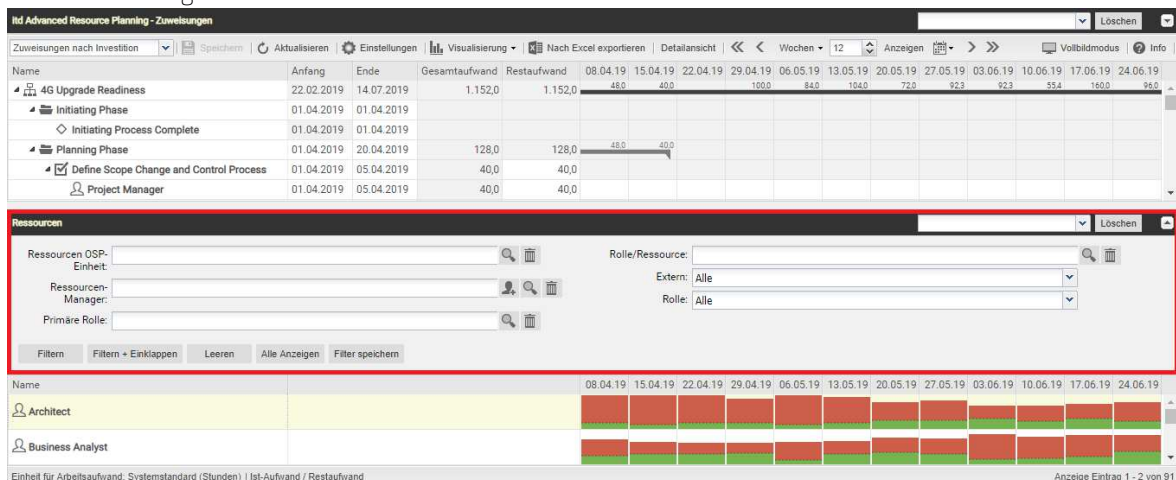 itd Advanced Resource Planning - Zuweisungen Löschen
Zuweisungen nach Investition Speichern Aktualisieren Einstellungen Visualisierung Nach Excel exportieren Detailansicht Wochen 12 Anzeigen Vollbildmodus Info
Name Anfang Ende Gesamtaufwand Restaufwand 08.04.19 15.04.19 22.04.19 29.04.19 06.05.19 13.05.19 20.05.19 27.05.19 03.06.19 10.06.19 17.06.19 24.06.19
4G Upgrade Readiness 22.02.2019 14.07.2019 1.152,0 1.152,0 48,0 40,0 100,0 84,0 104,0 72,0 92,3 92,3 55,4 160,0 96,0
Initiating Phase 01.04.2019 01.04.2019
Initiating Process Complete 01.04.2019 01.04.2019
Planning Phase 01.04.2019 20.04.2019 128,0 128,0 48,0 40,0
Define Scope Change and Control Process 01.04.2019 05.04.2019 40,0 40,0
Project Manager 01.04.2019 05.04.2019 40,0 40,0
Ressourcen Löschen
Ressourcen OSP-
Einheit:
Rolle/Ressource:
Extern: Alle
Ressourcen-
Manager:
Rolle: Alle
Primäre Rolle:
Filtern Filtern + Einklappen Leeren Alle Anzeigen Filter speichern
Name 08.04.19 15.04.19 22.04.19 29.04.19 06.05.19 13.05.19 20.05.19 27.05.19 03.06.19 10.06.19 17.06.19 24.06.19
Architect
Business Analyst
Einheit für Arbeitsaufwand: Systemstandard (Stunden) | Ist-Aufwand / Restaufwand Anzeige Eintrag 1 - 2 von 91